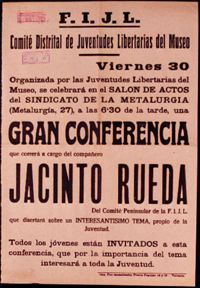 F. I. J. L.
Comité Distrital de Juventudes Libertarias del Museo
Viernes 30
Organizada por las Juventudes Libertarias del
Museo, se celebrará en el SALON DE ACTOS
del SINDICATO DE LA METALURGIA
(Metalurgia, 27), a las 6'30 de la tarde, una
GRAN CONFERENCIA
que correrá a cargo del compañero
JACINTO RUEDA
Del Comité Peninsular de la F. I. J. L.
que disertará sobre un INTERESANTISIMO TEMA, propio de la
Juventud.
Todos los jóvenes están INVITADOS a esta
conferencia, que por la importancia del tema
interesará a toda la Juventud.